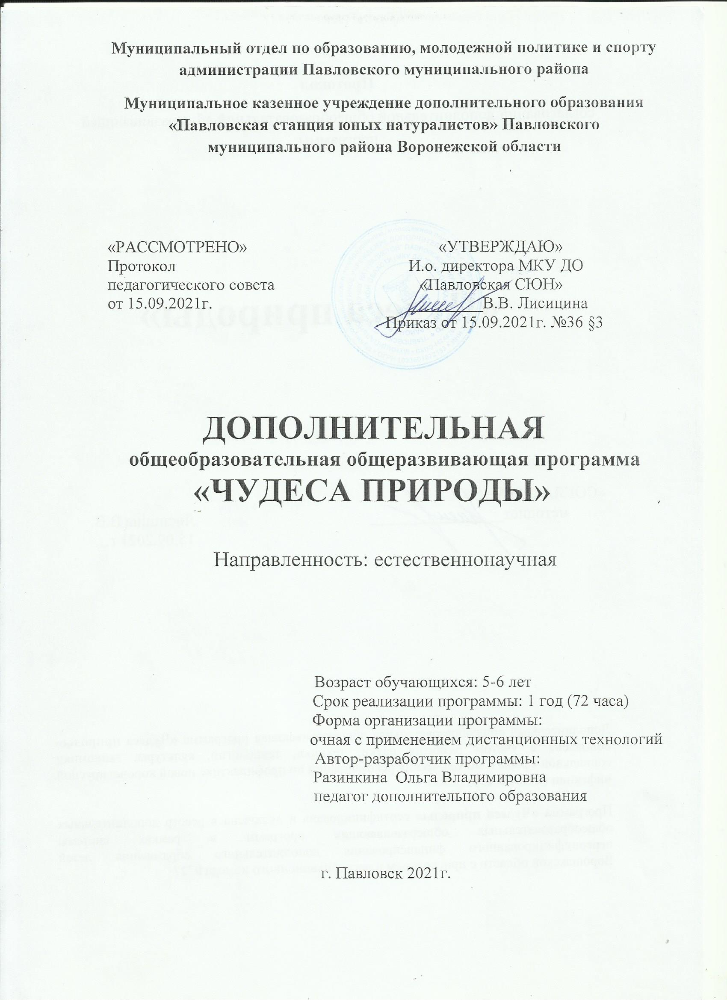 Муниципальный отдел по образованию, молодежной политике и спорту
администрации Павловского муниципального района
Муниципальное казенное учреждение дополнительного образования
«Павловская станция юных натуралистов» Павловского
муниципального района Воронежской области
«РАССМОТРЕНО»
Протокол
педагогического совета
от 15.09.2021г.
«УТВЕРЖДАЮ»
И.о. директора МКУ ДО
«Павловская СЮН»
В.В. Лисицина
Приказ от 15.09.2021г. №36 §3
ДОПОЛНИТЕЛЬНАЯ
общеобразовательная общеразвивающая программа
«ЧУДЕСА ПРИРОДЫ»
Направленность: естественнонаучная
Возраст обучающихся: 5-6 лет
Срок реализации программы: 1 год (72 часа)
Форма организации программы:
очная с применением дистанционных технологий
Автор-разработчик программы:
Разинкина Ольга Владимировна
педагог дополнительного образования
г. Павловск 2021г.